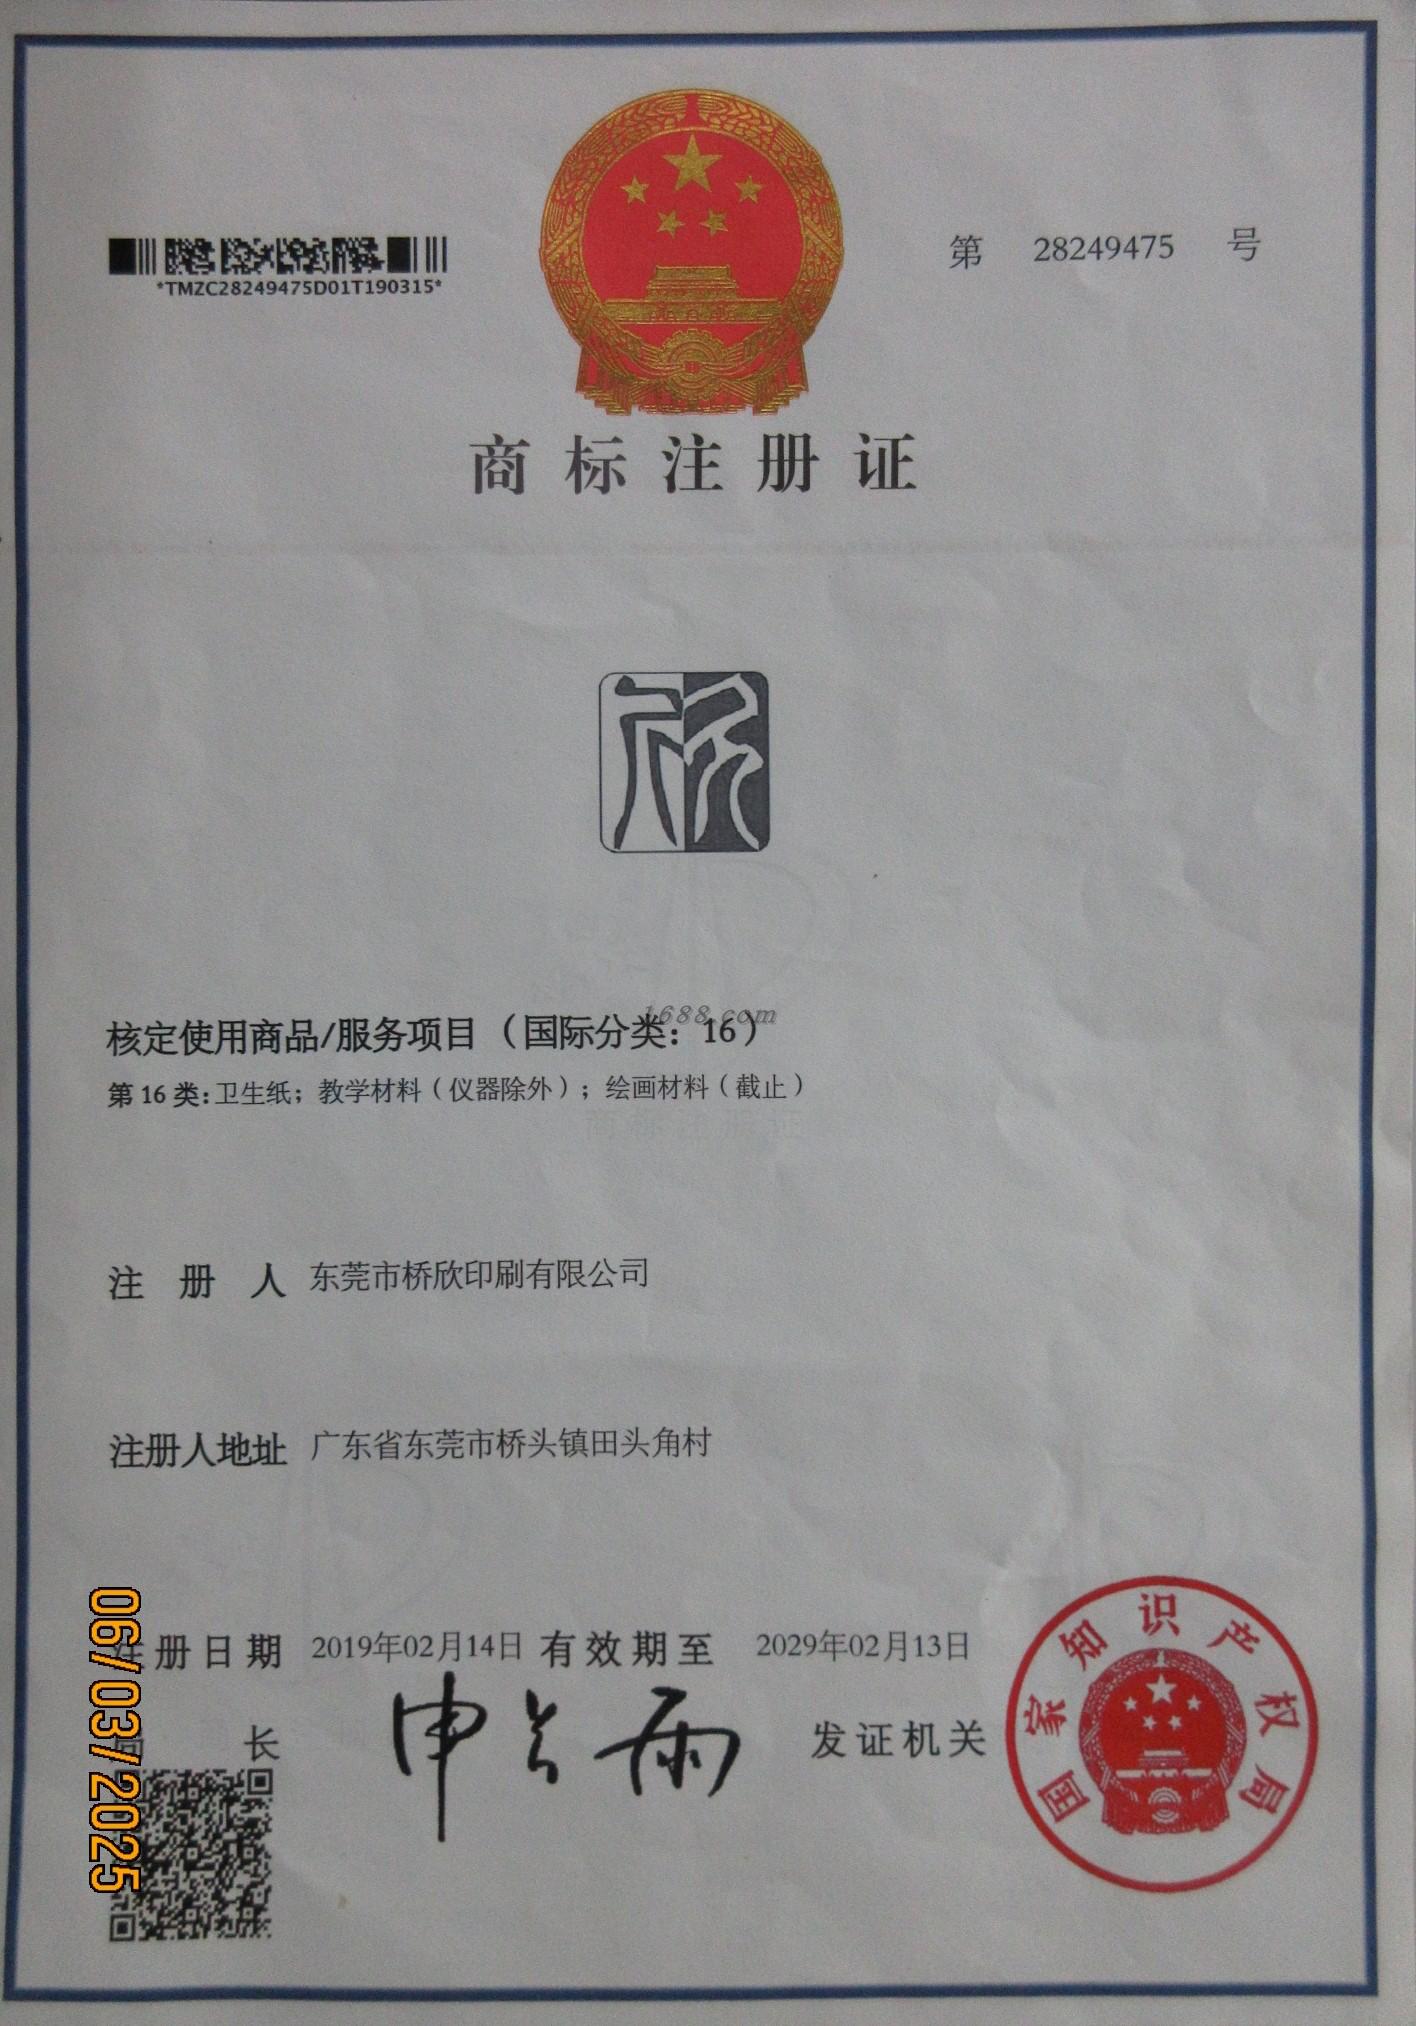 第 28249475 号
*TMZC28249475D01T190315*
商标注册证
欣
1688.com
核定使用商品/服务项目（国际分类：16）
第 16 类：卫生纸；教学材料（仪器除外）；绘画材料（截止）
注册人 东莞市桥欣印刷有限公司
注册人地址 广东省东莞市桥头镇田头角村
注册日期 2019年02月14日 有效期至 2029年02月13日
局长 申长雨 发证机关
国家知识产权局
06/03/2025